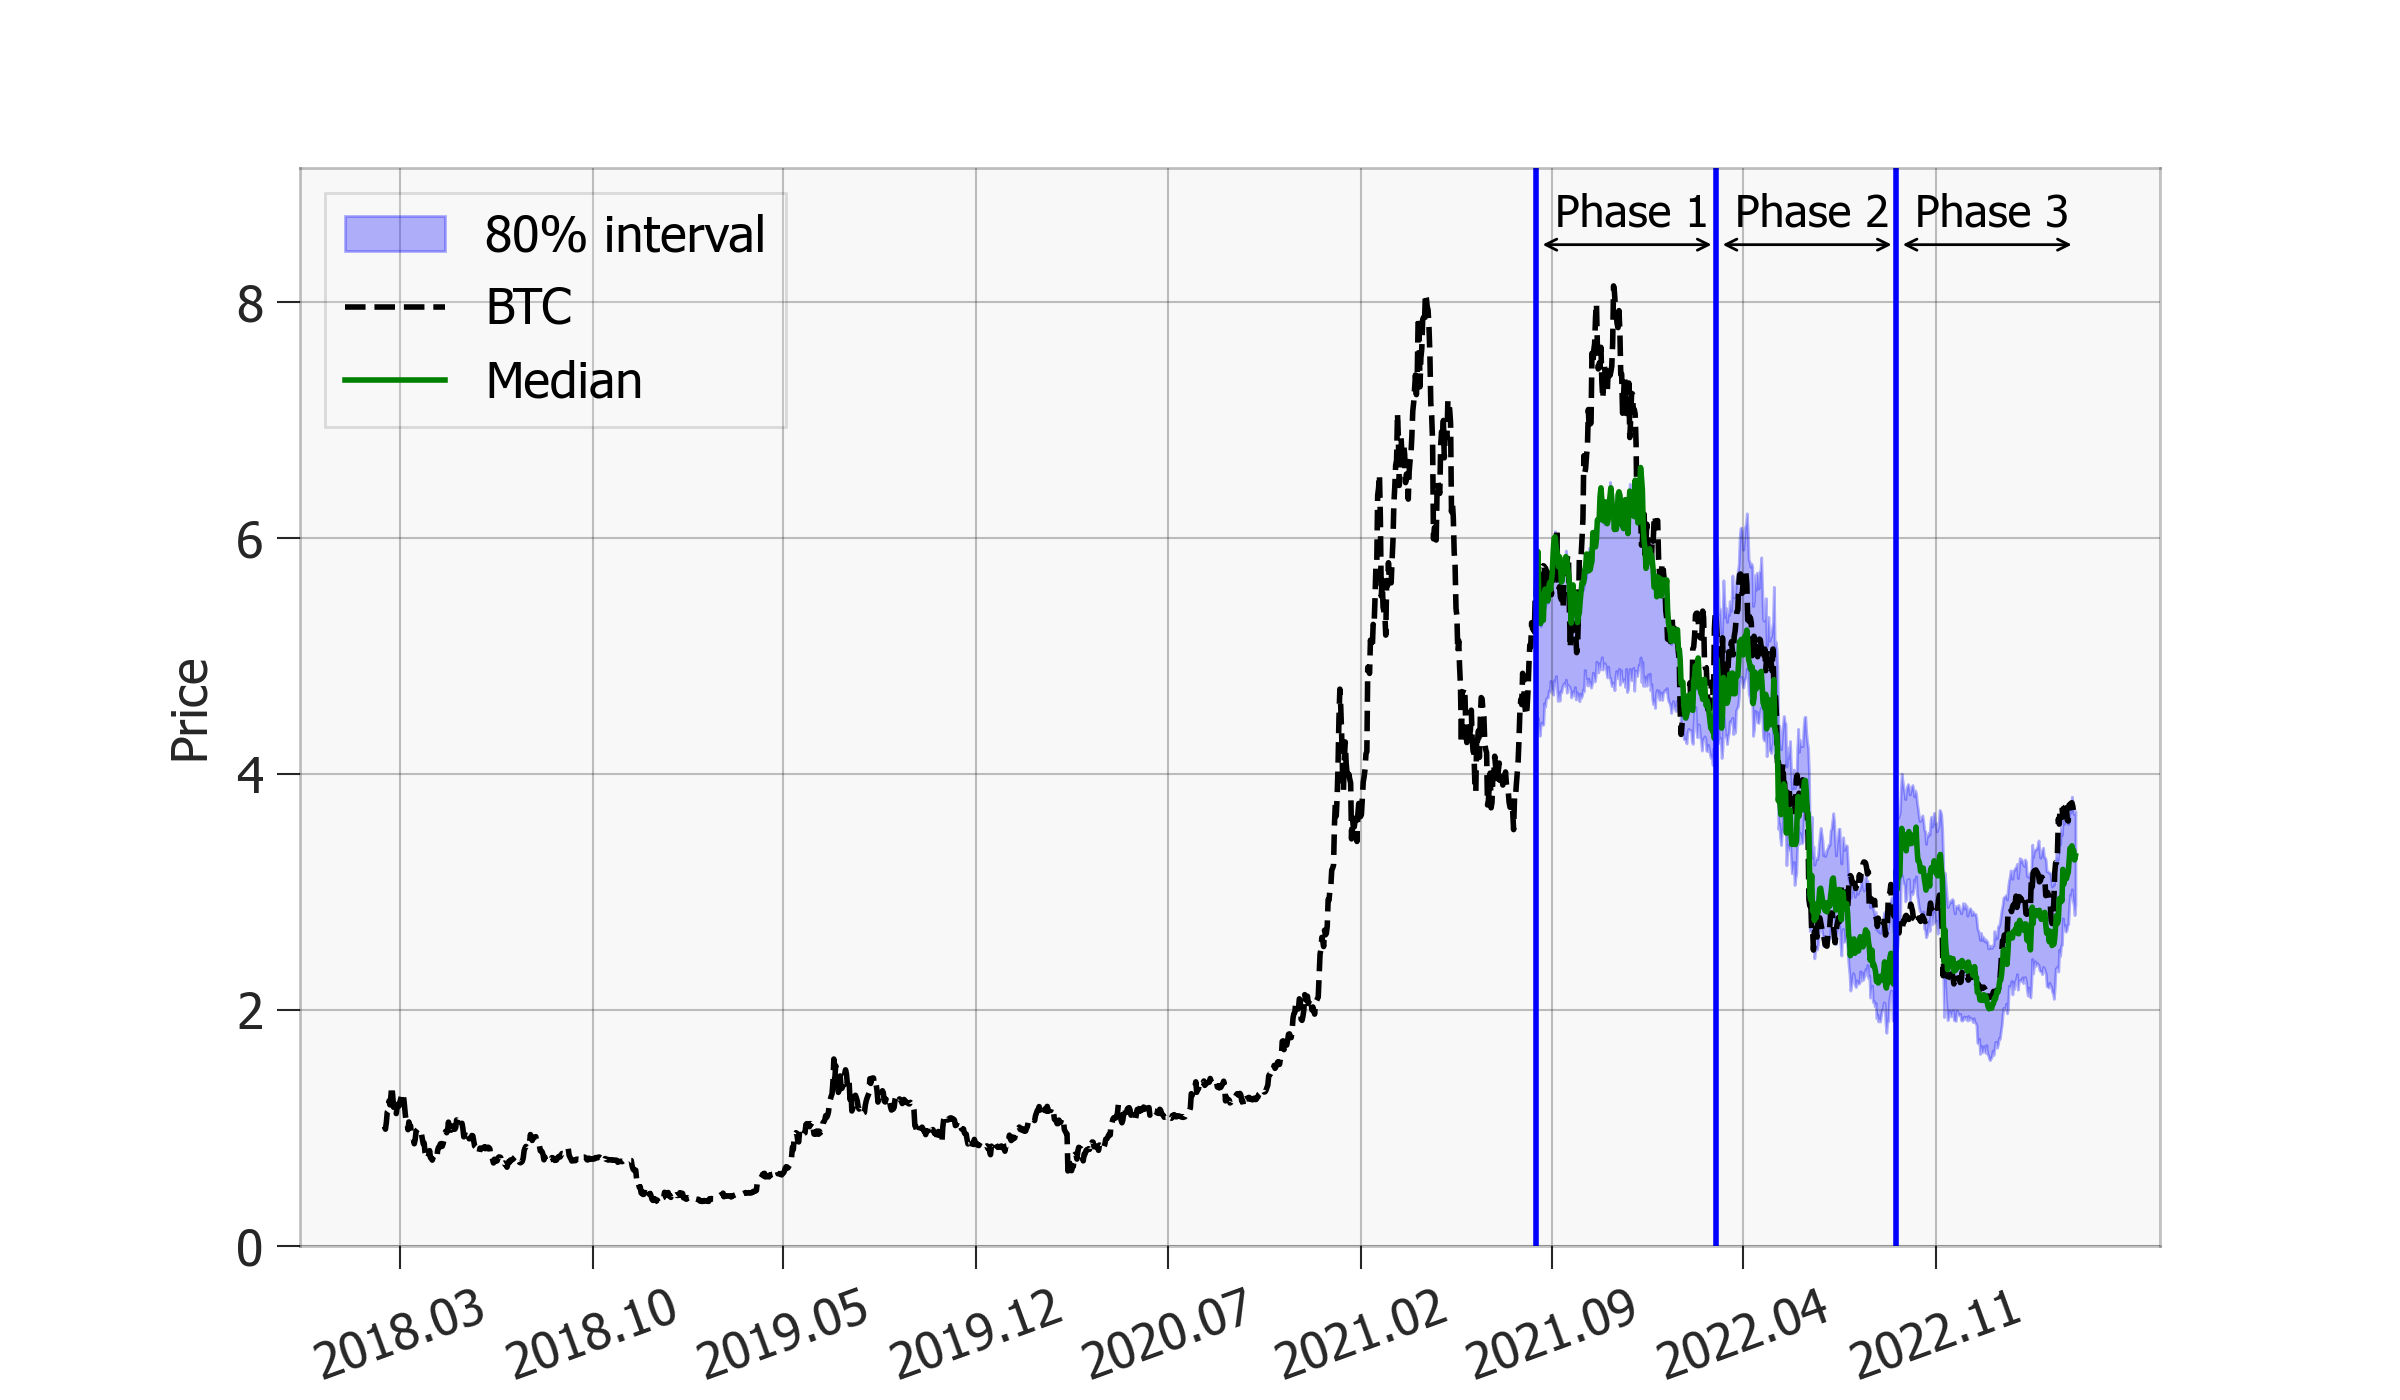 Phase 1
Phase 2
Phase 3
80% interval
BTC
Median
Price
8
6
4
2
0
2018.03
2018.10
2019.05
2019.12
2020.07
2021.02
2021.09
2022.04
2022.11